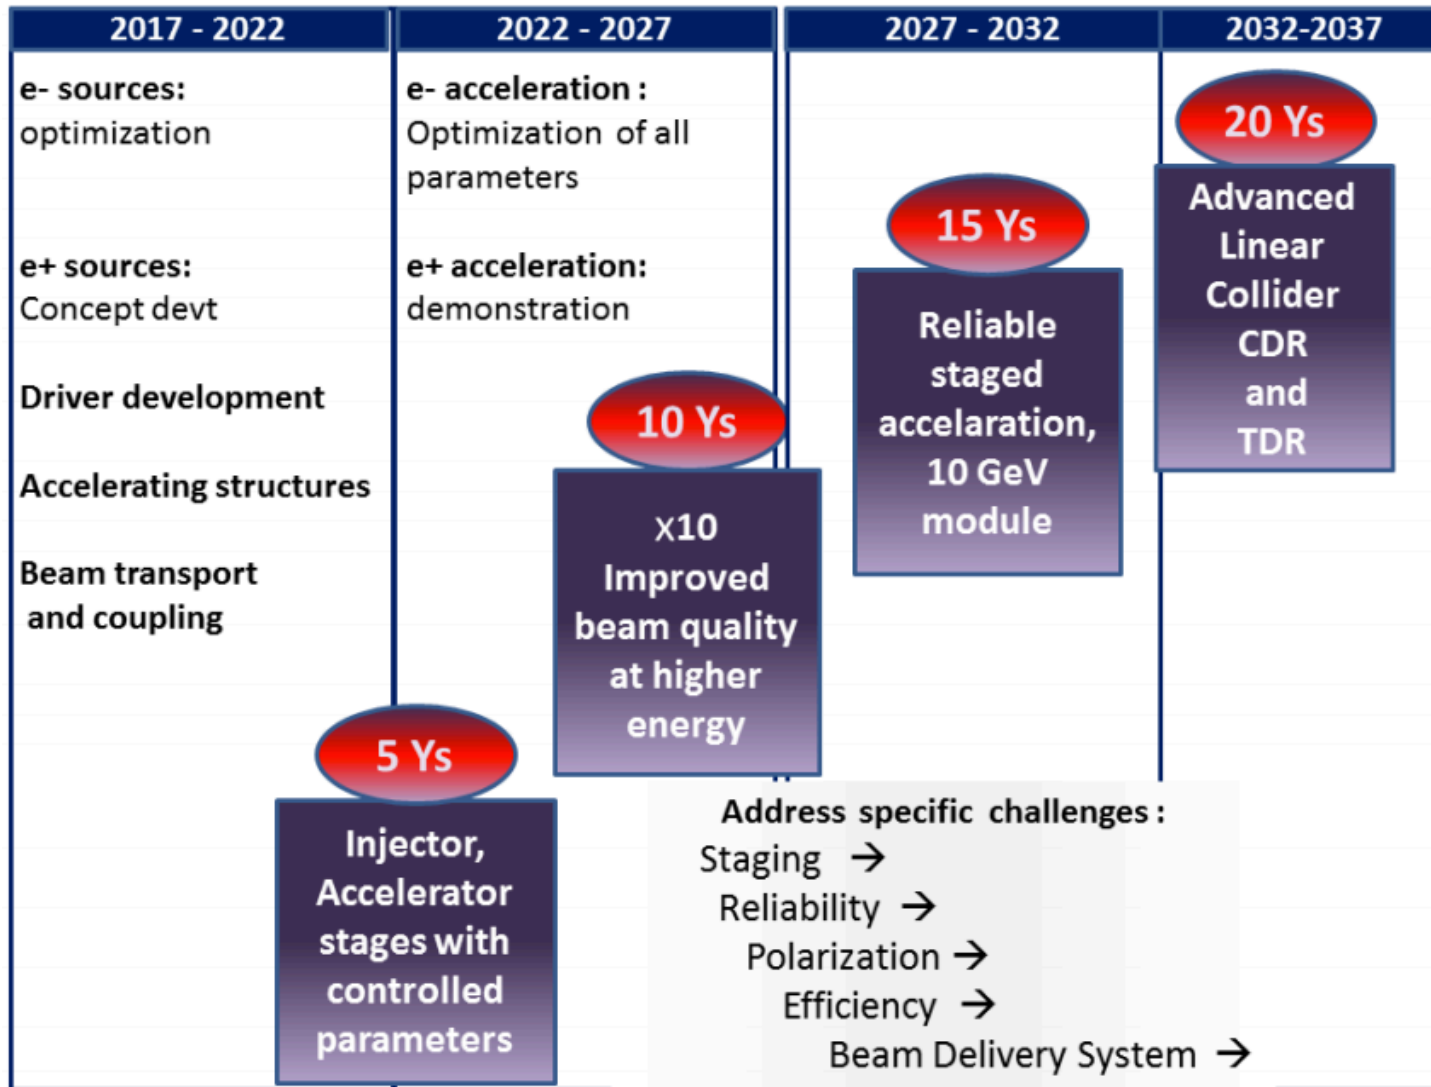 2017 - 2022
2022 - 2027
2027 - 2032
2032-2037
e- sources:
optimization
e+ sources:
Concept devt
Driver development
Accelerating structures
Beam transport
and coupling
e- acceleration :
Optimization of all
parameters
e+ acceleration:
demonstration
5 Ys
Injector,
Accelerator
stages with
controlled
parameters
10 Ys
x10
Improved
beam quality
at higher
energy
15 Ys
Reliable
staged
accelaration,
10 GeV
module
20 Ys
Advanced
Linear
Collider
CDR
and
TDR
Address specific challenges :
Staging →
Reliability →
Polarization →
Efficiency →
Beam Delivery System →